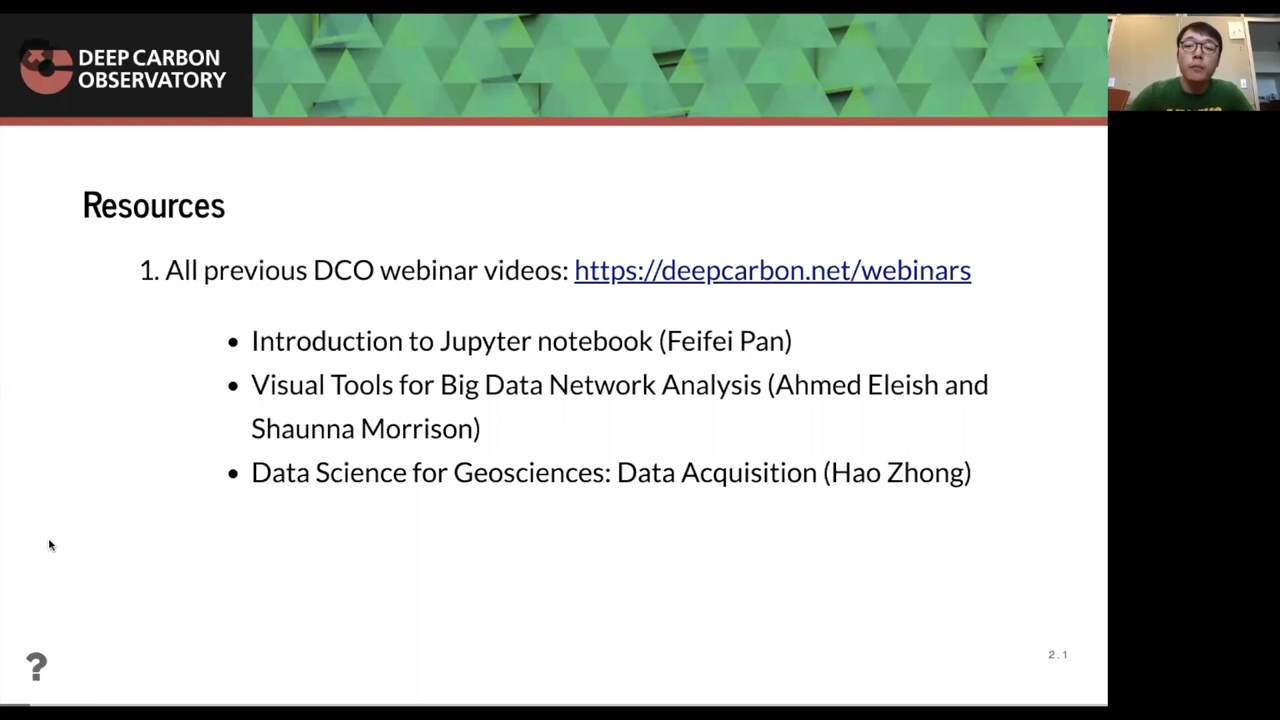 DEEP CARBON
OBSERVATORY
Resources
1. All previous DCO webinar videos: https://deepcarbon.net/webinars
• Introduction to Jupyter notebook (Feifei Pan)
• Visual Tools for Big Data Network Analysis (Ahmed Eleish and
Shaunna Morrison)
• Data Science for Geosciences: Data Acquisition (Hao Zhong)
?
2.1